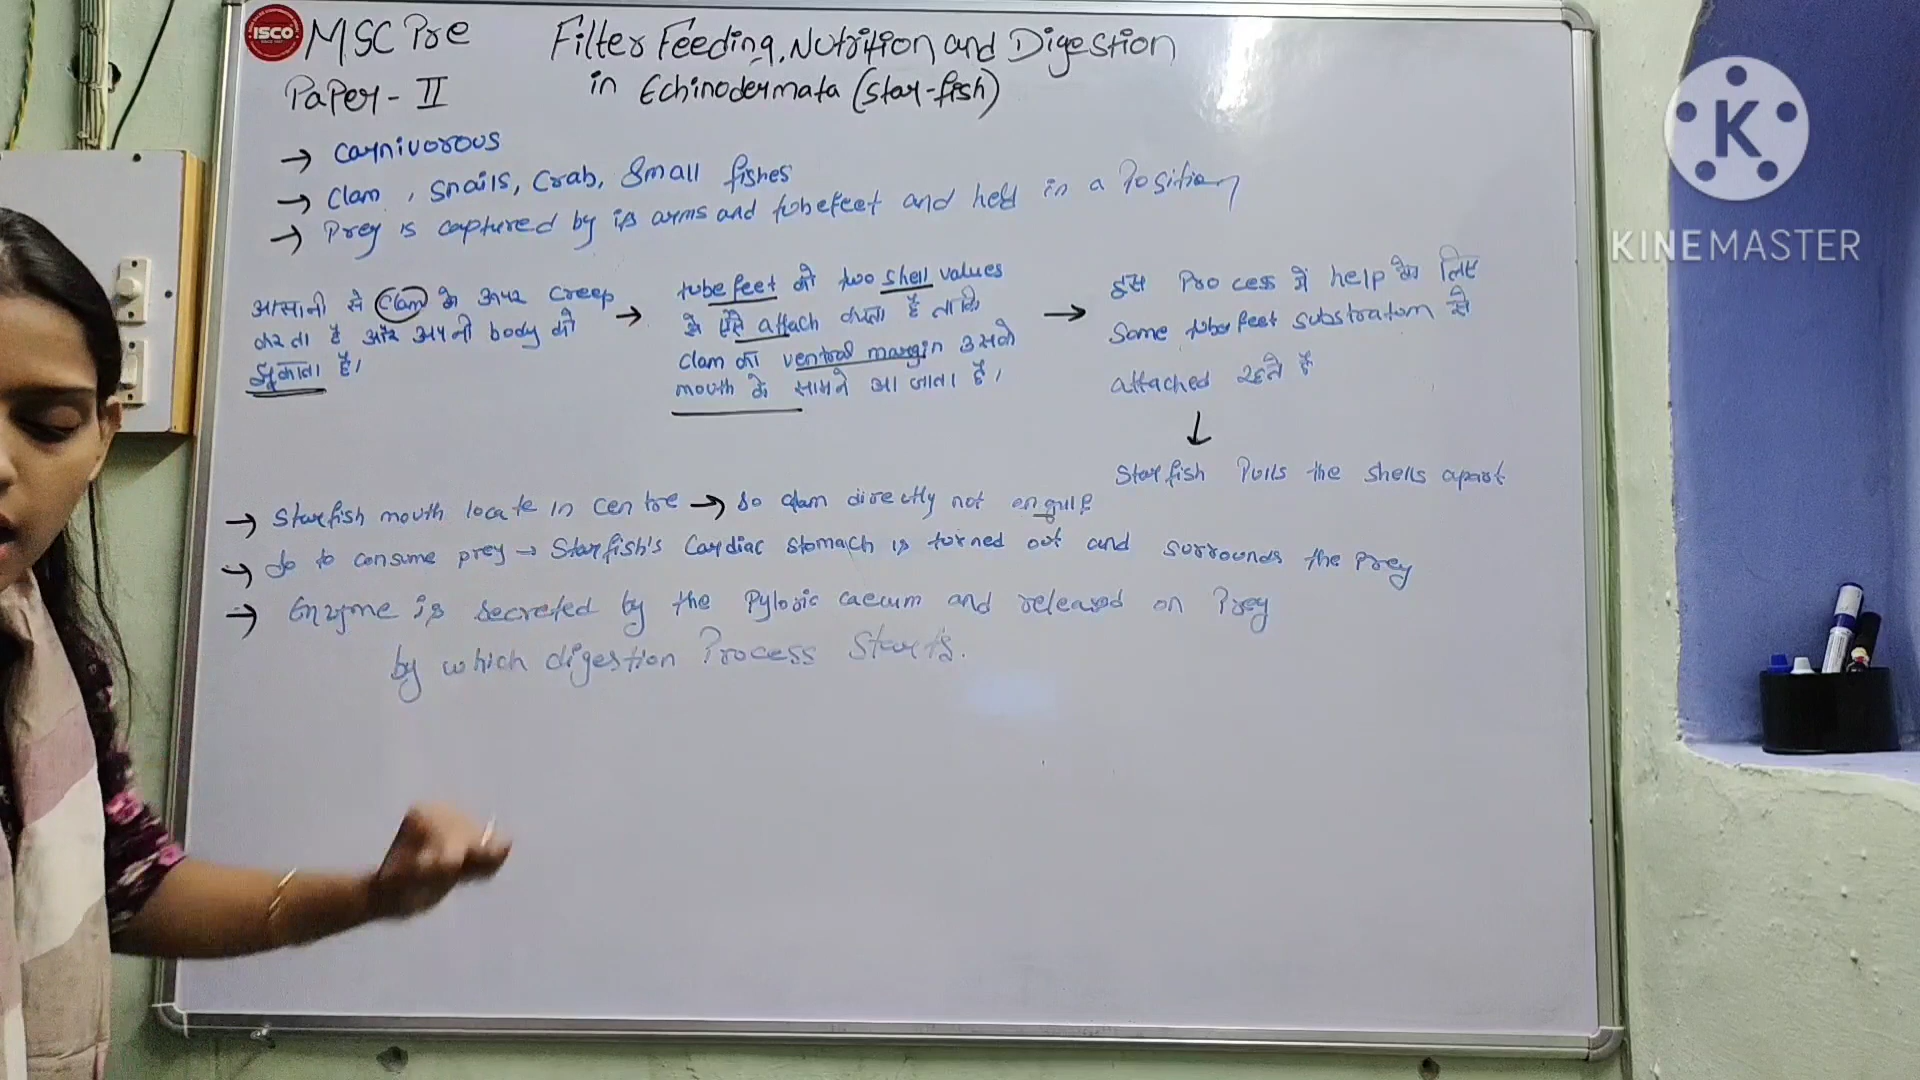 ISCO
MSC Pre
Paper - II
Filter Feeding, Nutrition and Digestion
in Echinodermata (Star-fish)
→ Carnivorous
→ Clam, Snails, Crab, Small fishes
→ Prey is captured by its arms and tubefeet and held in a Position
आसानी से Clam के ऊपर creep
करता है और अपनी body को
झुकाता है।
→ tube feet को two shell valves
से ऐसे attach करता है ताकि
clam का ventral margin उसके
mouth के सामने आ जाता है।
→ इस Process में help के लिए
Some tube feet substratum से
attached रहते हैं
↓
Starfish Pulls the shells apart
→ Starfish mouth locate in centre → so clam directly not engulf
→ So to consume prey → Starfish's Cardiac stomach is turned out and surrounds the Prey
→ Enzyme is secreted by the Pyloric caecum and released on Prey
by which digestion Process Starts.
K
KINEMASTER